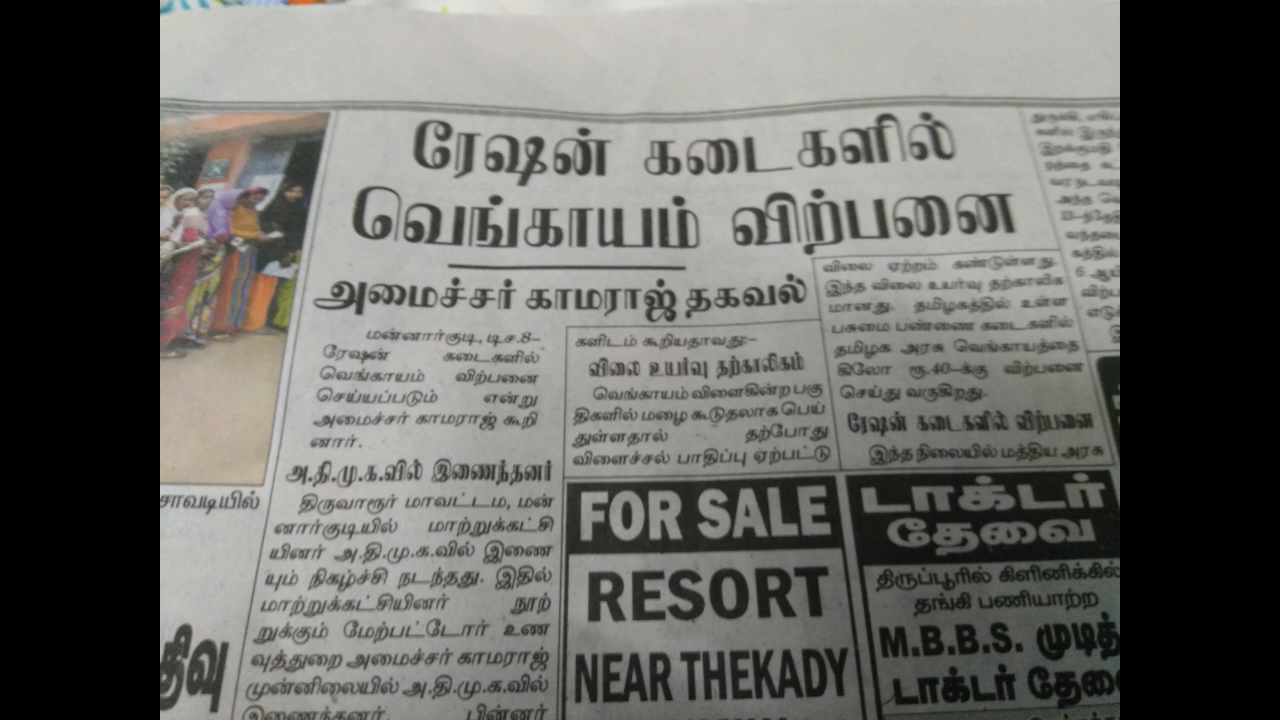 ரேஷன் கடைகளில்
வெங்காயம் விற்பனை
அமைச்சர் காமராஜ் தகவல்
மன்னார்குடி, டிச.8–
ரேஷன் கடைகளில்
வெங்காயம் விற்பனை
செய்யப்படும் என்று
அமைச்சர் காமராஜ் கூறி
னார்.
அ.தி.மு.க.வில் இணைந்தனர்
திருவாரூர் மாவட்டம, மன்
னார்குடியில் மாற்றுக்கட்சி
யினர் அ.தி.மு.க.வில் இணை
யும் நிகழ்ச்சி நடந்தது. இதில்
மாற்றுக்கட்சியினர் நூற்
றுக்கும் மேற்பட்டோர் உண
வுத்துறை அமைச்சர் காமராஜ்
முன்னிலையில் அ.தி.மு.க.வில்
இணைந்தனர். பின்னர்
களிடம் கூறியதாவது:–
விலை உயர்வு தற்காலிகம்
வெங்காயம் விளைகின்ற பகு
திகளில் மழை கூடுதலாக பெய்
துள்ளதால் தற்போது
விளைச்சல் பாதிப்பு ஏற்பட்டு
விலை ஏற்றம் கண்டுள்ளது.
இந்த விலை உயர்வு தற்காலிக
மானது. தமிழகத்தில் உள்ள
பசுமை பண்ணை கடைகளில்
தமிழக அரசு வெங்காயத்தை
கிலோ ரூ.40–க்கு விற்பனை
செய்து வருகிறது.
ரேஷன் கடைகளில் விற்பனை
இந்த நிலையில் மத்திய அரசு
சாவடியில்
திவு
FOR SALE
RESORT
NEAR THEKADY
டாக்டர்
தேவை
திருப்பூரில் கிளினிக்கில்
தங்கி பணியாற்ற
M.B.B.S. முடித்
டாக்டர் தேவை